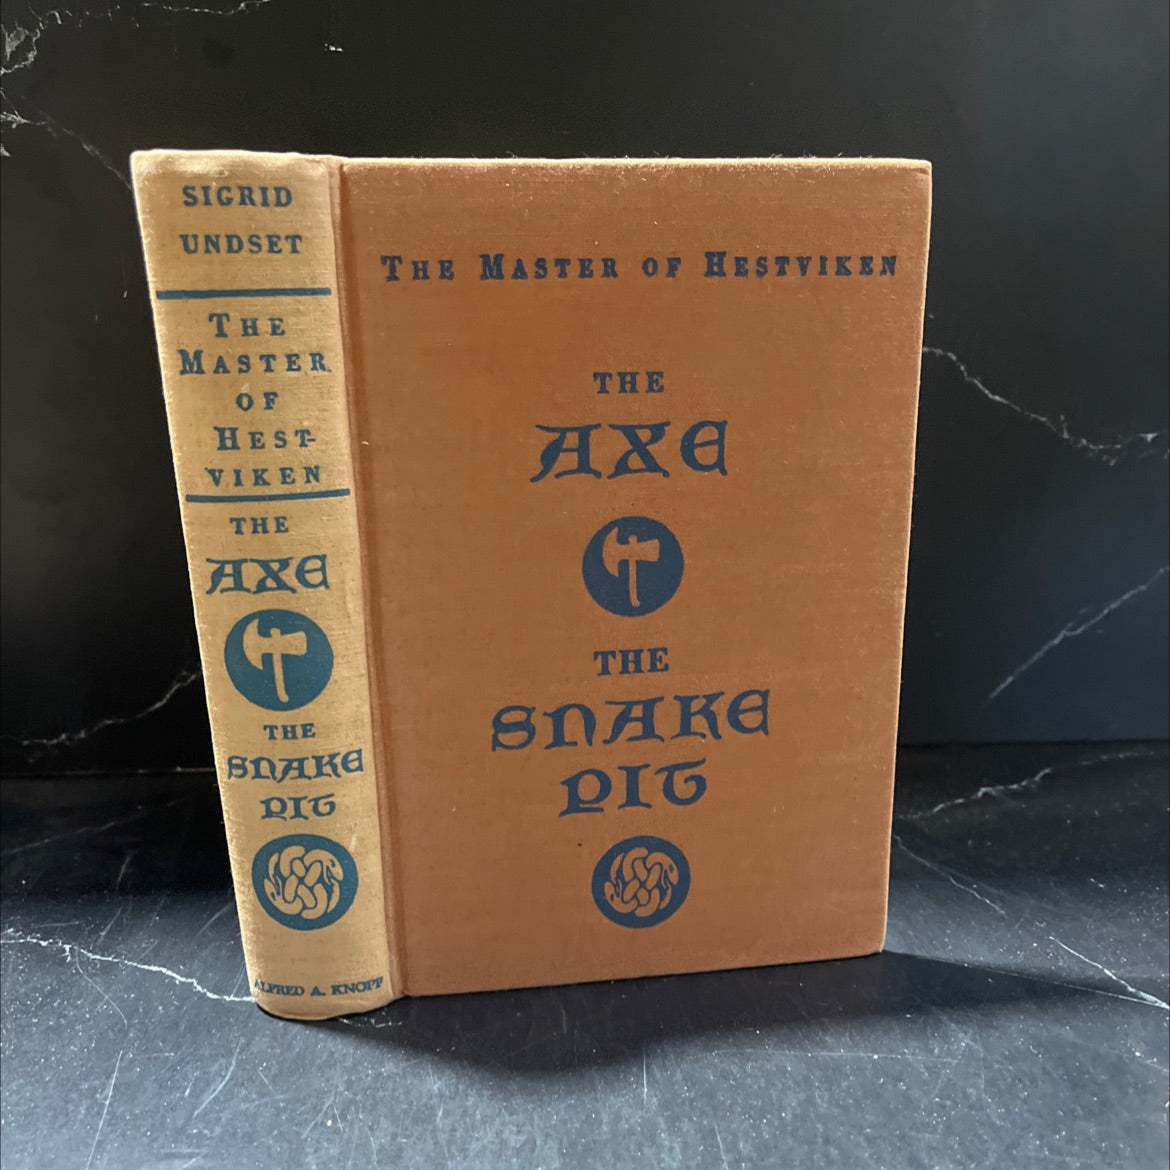 SIGRID
UNDSET
THE
MASTER
OF
HEST-
VIKEN
THE
AXE
THE
SNAKE
PIT
ALFRED A. KNOPF
THE MASTER OF HESTVIKEN
THE
AXE
THE
SNAKE
PIT